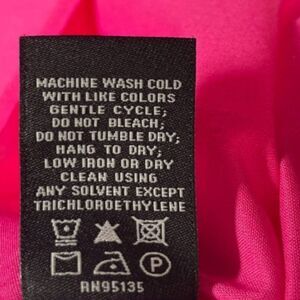 MACHINE WASH COLD
WITH LIKE COLORS
GENTLE CYCLE;
DO NOT BLEACH;
DO NOT TUMBLE DRY;
HANG TO DRY;
LOW IRON OR DRY
CLEAN USING
ANY SOLVENT EXCEPT
TRICHLOROETHYLENE
P
RN95135